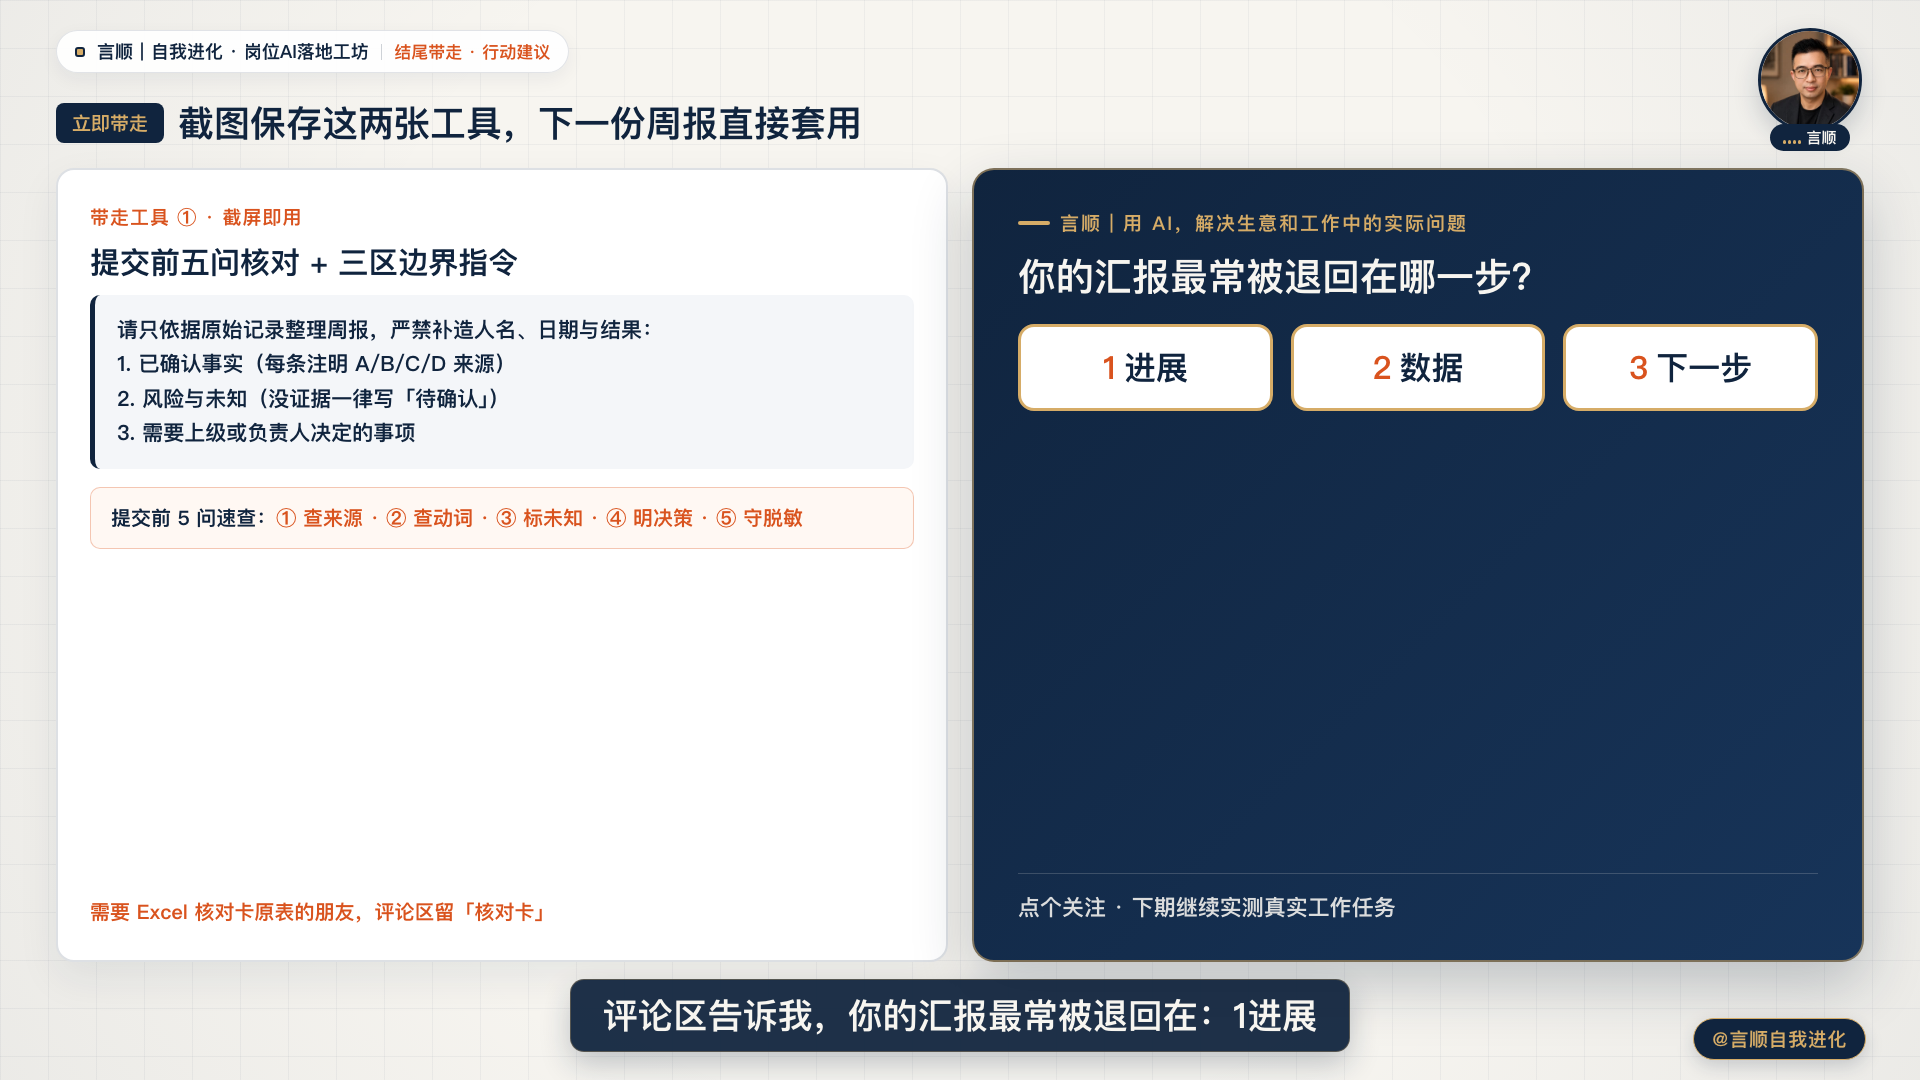 言顺｜自我进化 · 岗位AI落地工坊 | 结尾带走 · 行动建议
立即带走 截图保存这两张工具，下一份周报直接套用
.... 言顺
带走工具 ① · 截屏即用
提交前五问核对 + 三区边界指令
请只依据原始记录整理周报，严禁补造人名、日期与结果：
1. 已确认事实（每条注明 A/B/C/D 来源）
2. 风险与未知（没证据一律写「待确认」）
3. 需要上级或负责人决定的事项
提交前 5 问速查：① 查来源 · ② 查动词 · ③ 标未知 · ④ 明决策 · ⑤ 守脱敏
需要 Excel 核对卡原表的朋友，评论区留「核对卡」
言顺｜用 AI，解决生意和工作中的实际问题
你的汇报最常被退回在哪一步？
1 进展
2 数据
3 下一步
点个关注 · 下期继续实测真实工作任务
评论区告诉我，你的汇报最常被退回在：1进展
@言顺自我进化